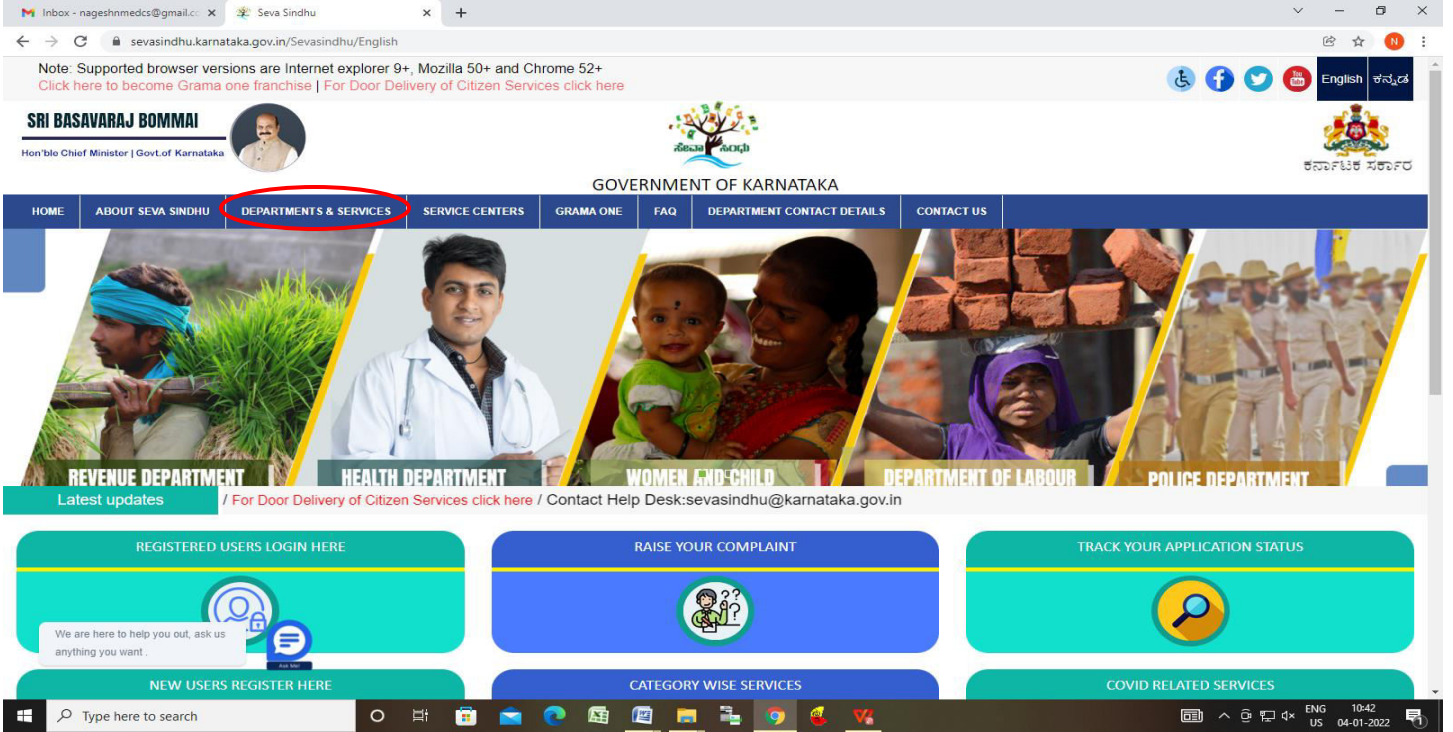 Inbox - nageshnmedcs@gmail.cc
Seva Sindhu
sevasindhu.karnataka.gov.in/Sevasindhu/English
N
Note: Supported browser versions are Internet explorer 9+, Mozilla 50+ and Chrome 52+
Click here to become Grama one franchise | For Door Delivery of Citizen Services click here
You
Tube
English
ಕನ್ನಡ
SRI BASAVARAJ BOMMAI
Hon'ble Chief Minister | Govt.of Karnataka
ಸೇವಾ ಸಿಂಧು
GOVERNMENT OF KARNATAKA
ಕರ್ನಾಟಕ ಸರ್ಕಾರ
HOME ABOUT SEVA SINDHU DEPARTMENTS & SERVICES SERVICE CENTERS GRAMA ONE FAQ DEPARTMENT CONTACT DETAILS CONTACT US
REVENUE DEPARTMENT HEALTH DEPARTMENT WOMEN AND CHILD DEPARTMENT OF LABOUR POLICE DEPARTMENT
Latest updates / For Door Delivery of Citizen Services click here / Contact Help Desk:sevasindhu@karnataka.gov.in
REGISTERED USERS LOGIN HERE RAISE YOUR COMPLAINT TRACK YOUR APPLICATION STATUS
We are here to help you out, ask us
anything you want .
Ask Me!
NEW USERS REGISTER HERE CATEGORY WISE SERVICES COVID RELATED SERVICES
Type here to search
ENG
US
10:42
04-01-2022
1